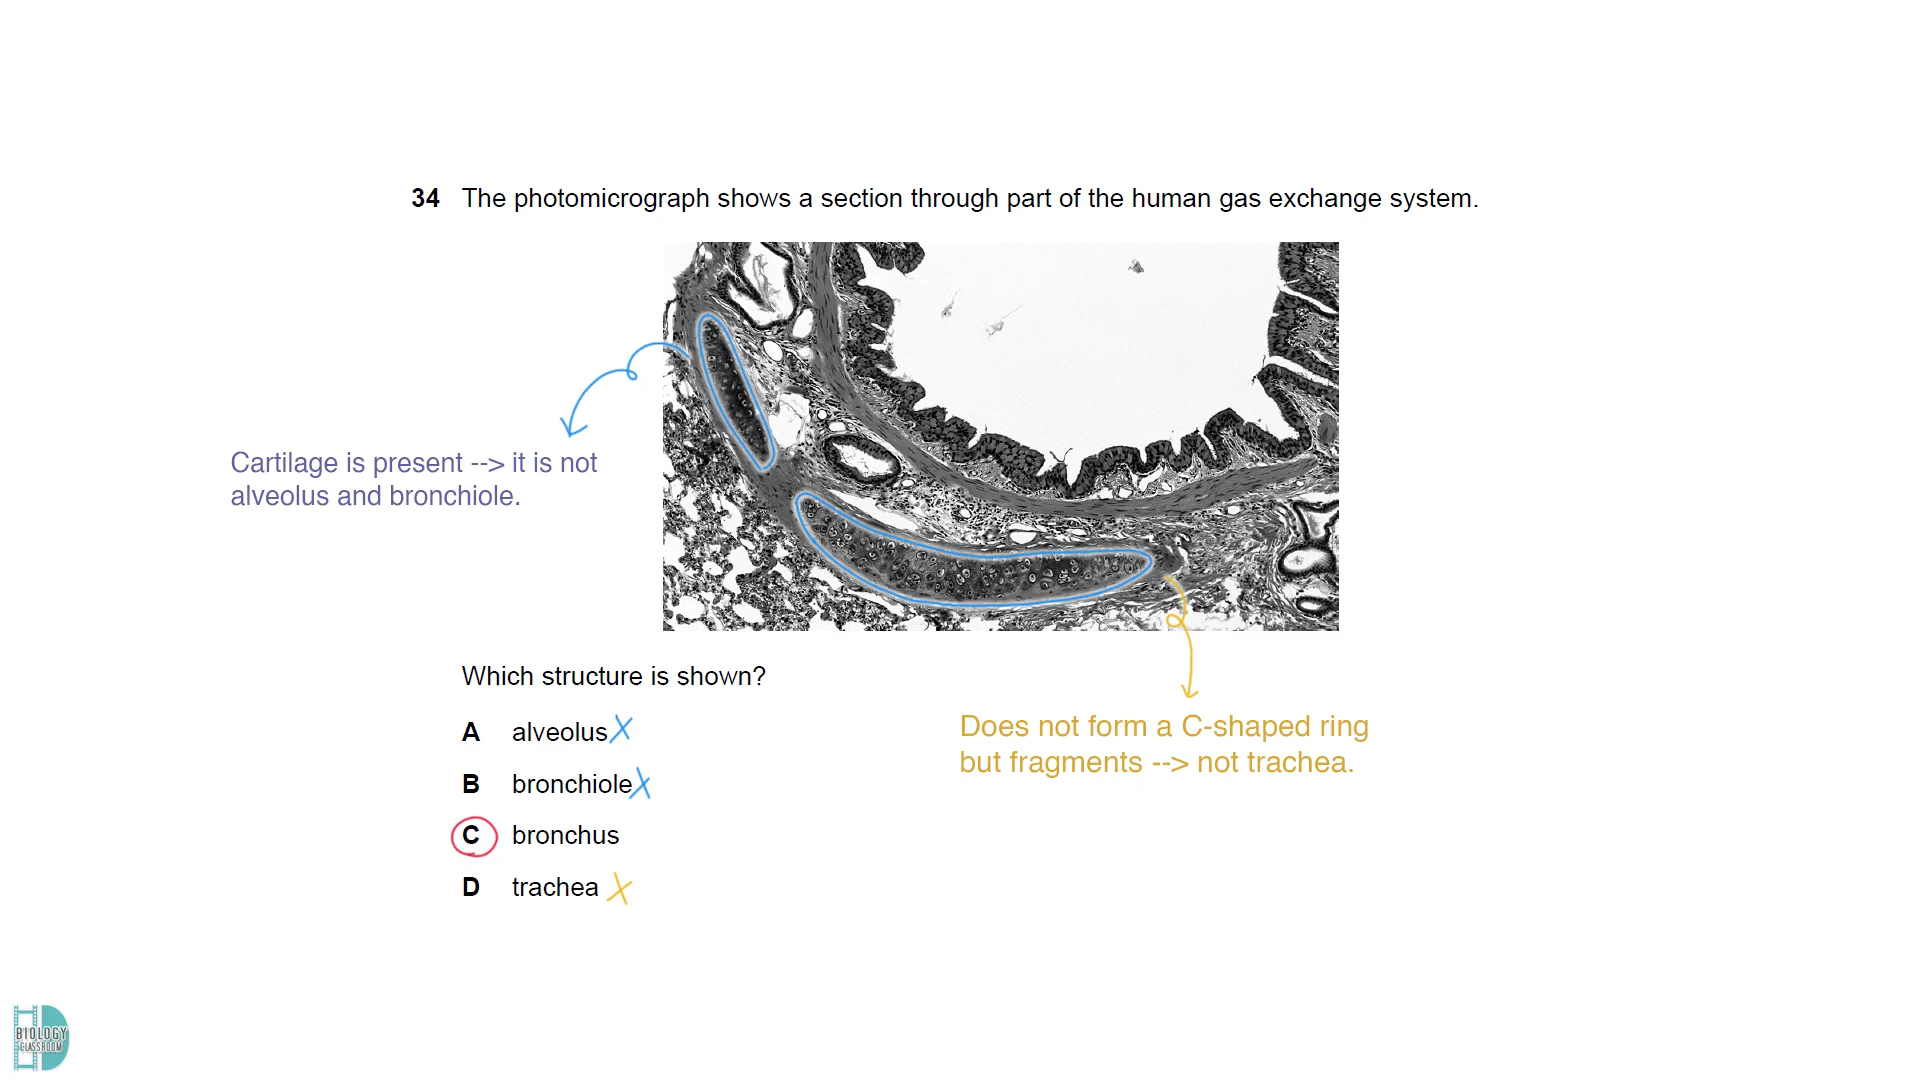 34 The photomicrograph shows a section through part of the human gas exchange system.
Cartilage is present --> it is not
alveolus and bronchiole.
Which structure is shown?
Does not form a C-shaped ring
but fragments --> not trachea.
A alveolus X
B bronchiole X
C bronchus
D trachea X
BIOLOGY
CLASSROOM